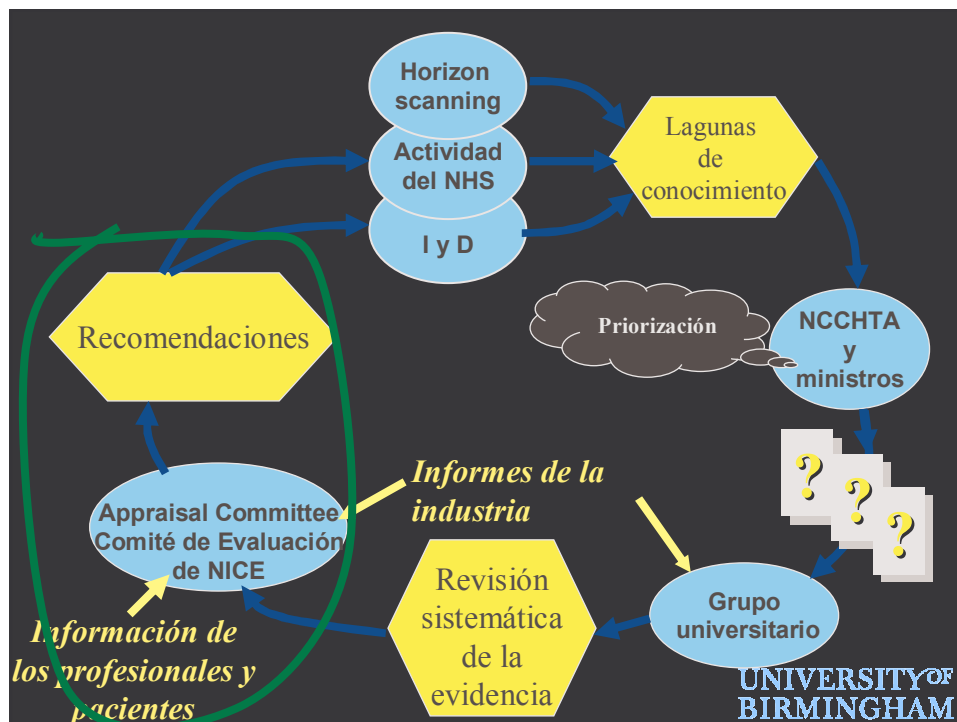 Horizon
scanning
Actividad
del NHS
I y D
Lagunas
de
conocimiento
Priorización
NCCHTA
y
ministros
?
?
?
Recomendaciones
Informes de la
industria
Appraisal Committee
Comité de Evaluación
de NICE
Revisión
sistemática
de la
evidencia
Grupo
universitario
Información de
los profesionales y
pacientes
UNIVERSITY OF
BIRMINGHAM